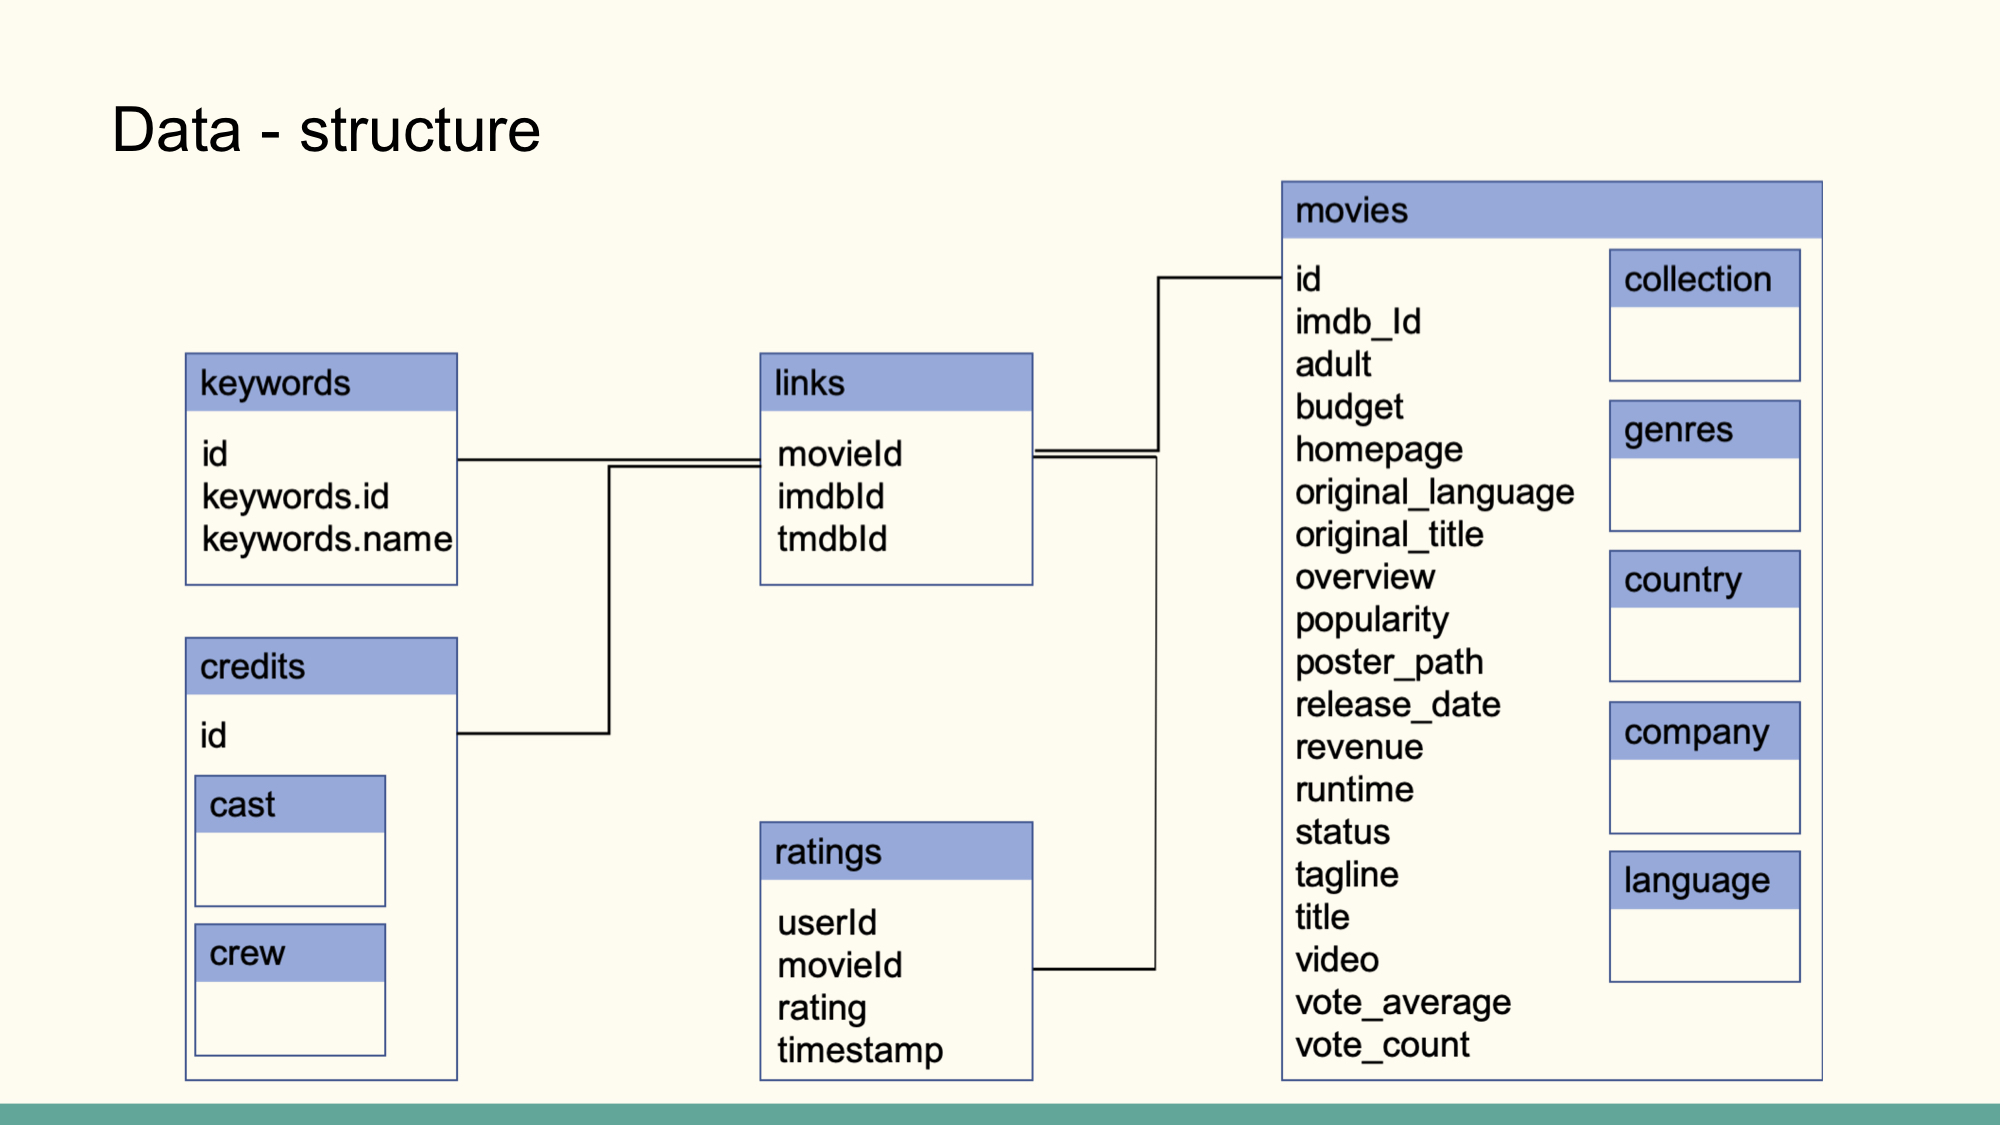 Data - structure
keywords
id
keywords.id
keywords.name
credits
id
cast
crew
links
movieId
imdbId
tmdbId
ratings
userId
movieId
rating
timestamp
movies
id
imdb_Id
adult
budget
homepage
original_language
original_title
overview
popularity
poster_path
release_date
revenue
runtime
status
tagline
title
video
vote_average
vote_count
collection
genres
country
company
language